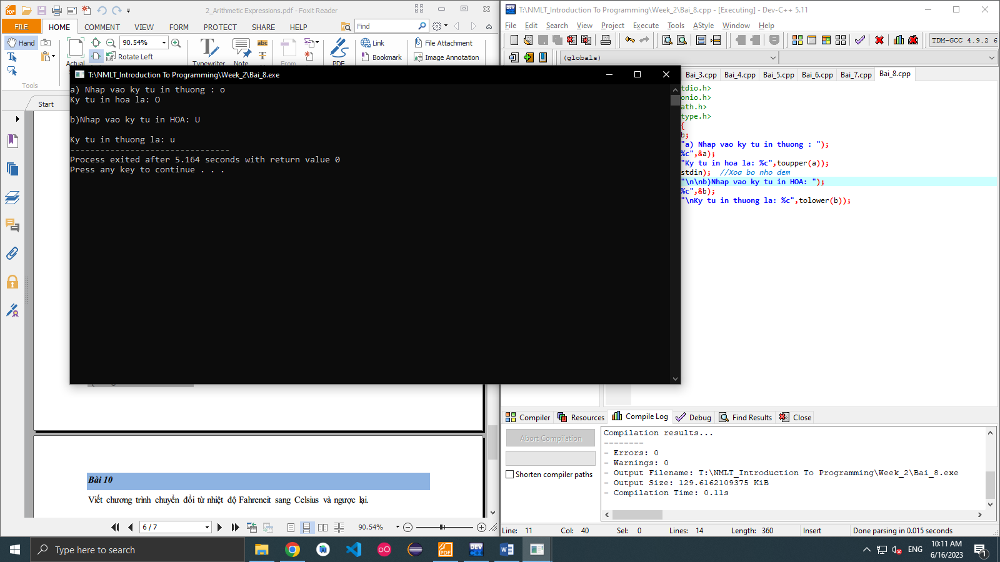 2_Arithmetic Expressions.pdf - Foxit Reader
FILE HOME COMMENT VIEW FORM PROTECT SHARE HELP Find
Hand 90.54% Link File Attachment
Rotate Left Bookmark Image Annotation
Actual Typewriter Note From PDF
Tools
Start
T:\NMLT_Introduction To Programming\Week_2\Bai_8.exe
a) Nhap vao ky tu in thuong : o
Ky tu in hoa la: O
b)Nhap vao ky tu in HOA: U
Ky tu in thuong la: u
--------------------------------
Process exited after 5.164 seconds with return value 0
Press any key to continue . . .
Bài 10
Viết chương trình chuyển đổi từ nhiệt độ Fahreneit sang Celsius và ngược lại.
6 / 7 90.54%
T:\NMLT_Introduction To Programming\Week_2\Bai_8.cpp - [Executing] - Dev-C++ 5.11
File Edit Search View Project Execute Tools AStyle Window Help
TDM-GCC 4.9.2 6
(globals)
Bai_3.cpp Bai_4.cpp Bai_5.cpp Bai_6.cpp Bai_7.cpp Bai_8.cpp
tdio.h>
onio.h>
ath.h>
type.h>
{
b;
"a) Nhap vao ky tu in thuong : ");
%c",&a);
"Ky tu in hoa la: %c",toupper(a));
stdin); //Xoa bo nho dem
"\n\nb)Nhap vao ky tu in HOA: ");
%c",&b);
"\nKy tu in thuong la: %c",tolower(b));
Compiler Resources Compile Log Debug Find Results Close
Abort Compilation
Shorten compiler paths
Compilation results...
--------
- Errors: 0
- Warnings: 0
- Output Filename: T:\NMLT_Introduction To Programming\Week_2\Bai_8.exe
- Output Size: 129.6162109375 KiB
- Compilation Time: 0.11s
Line: 11 Col: 40 Sel: 0 Lines: 14 Length: 360 Insert Done parsing in 0.015 seconds
Type here to search
ENG
10:11 AM
6/16/2023
1